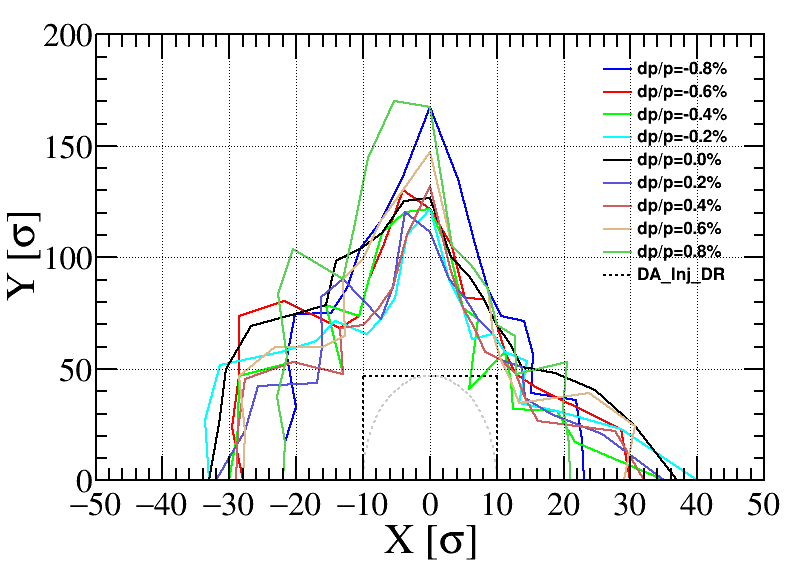 200
150
100
50
0
Y [σ]
dp/p=-0.8%
dp/p=-0.6%
dp/p=-0.4%
dp/p=-0.2%
dp/p=0.0%
dp/p=0.2%
dp/p=0.4%
dp/p=0.6%
dp/p=0.8%
DA_Inj_DR
−50 −40 −30 −20 −10 0 10 20 30 40 50
X [σ]